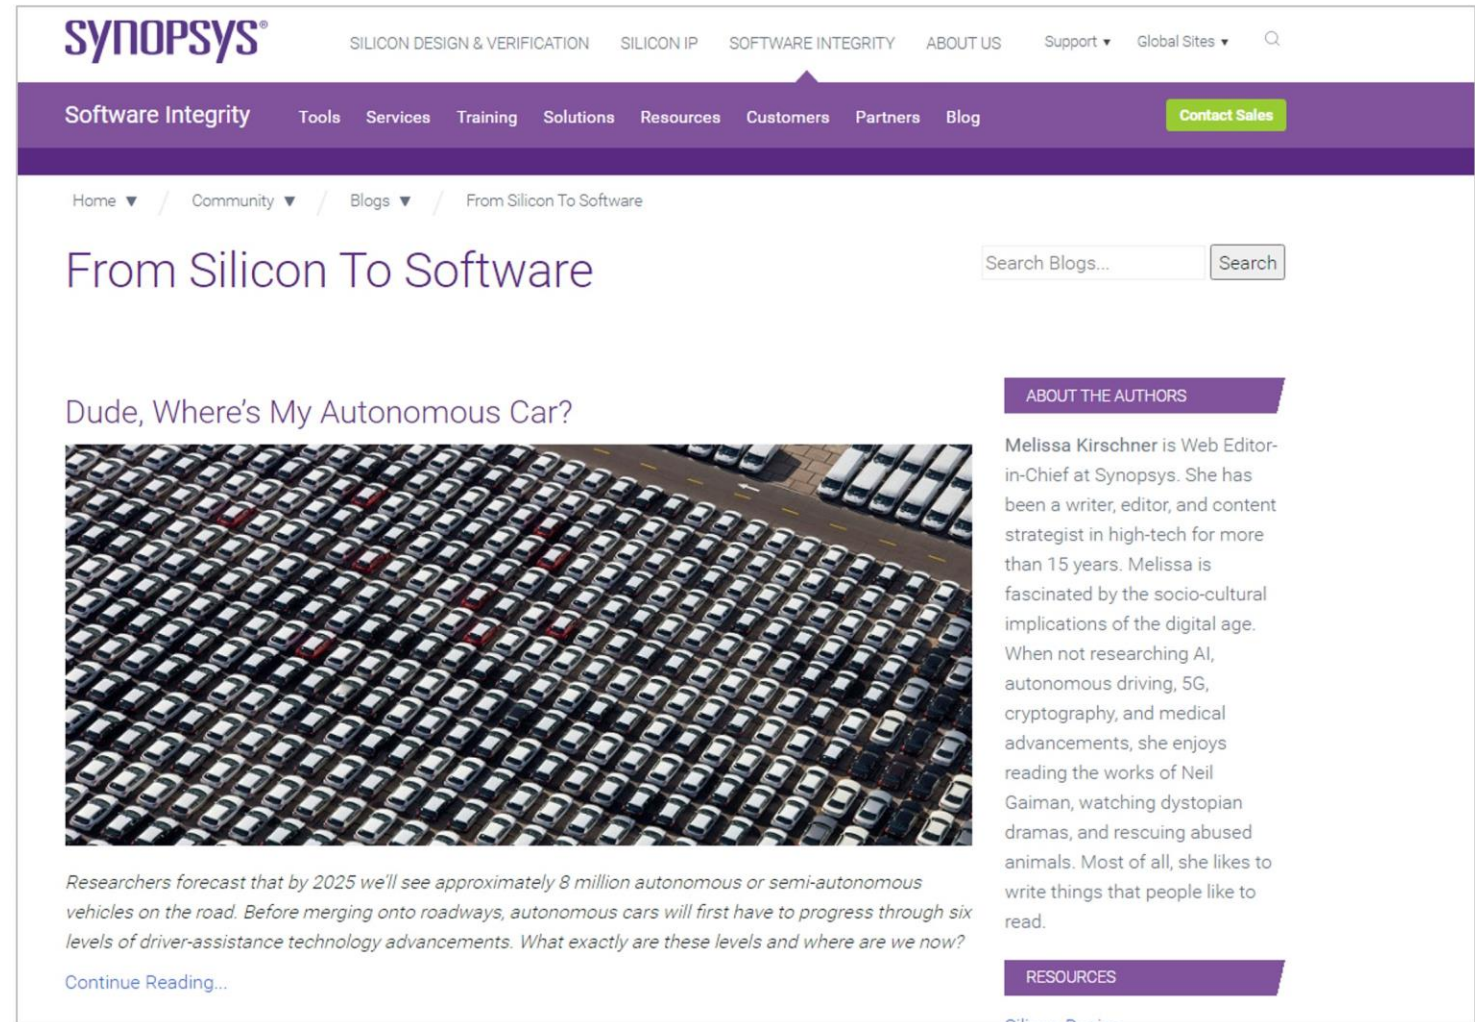 SYNOPSYS®
SILICON DESIGN & VERIFICATION SILICON IP SOFTWARE INTEGRITY ABOUT US Support ▼ Global Sites ▼
Software Integrity Tools Services Training Solutions Resources Customers Partners Blog Contact Sales
Home ▼ / Community ▼ / Blogs ▼ / From Silicon To Software
From Silicon To Software
Search Blogs... Search
Dude, Where's My Autonomous Car?
Researchers forecast that by 2025 we'll see approximately 8 million autonomous or semi-autonomous
vehicles on the road. Before merging onto roadways, autonomous cars will first have to progress through six
levels of driver-assistance technology advancements. What exactly are these levels and where are we now?
Continue Reading...
ABOUT THE AUTHORS
Melissa Kirschner is Web Editor-
in-Chief at Synopsys. She has
been a writer, editor, and content
strategist in high-tech for more
than 15 years. Melissa is
fascinated by the socio-cultural
implications of the digital age.
When not researching AI,
autonomous driving, 5G,
cryptography, and medical
advancements, she enjoys
reading the works of Neil
Gaiman, watching dystopian
dramas, and rescuing abused
animals. Most of all, she likes to
write things that people like to
read.
RESOURCES